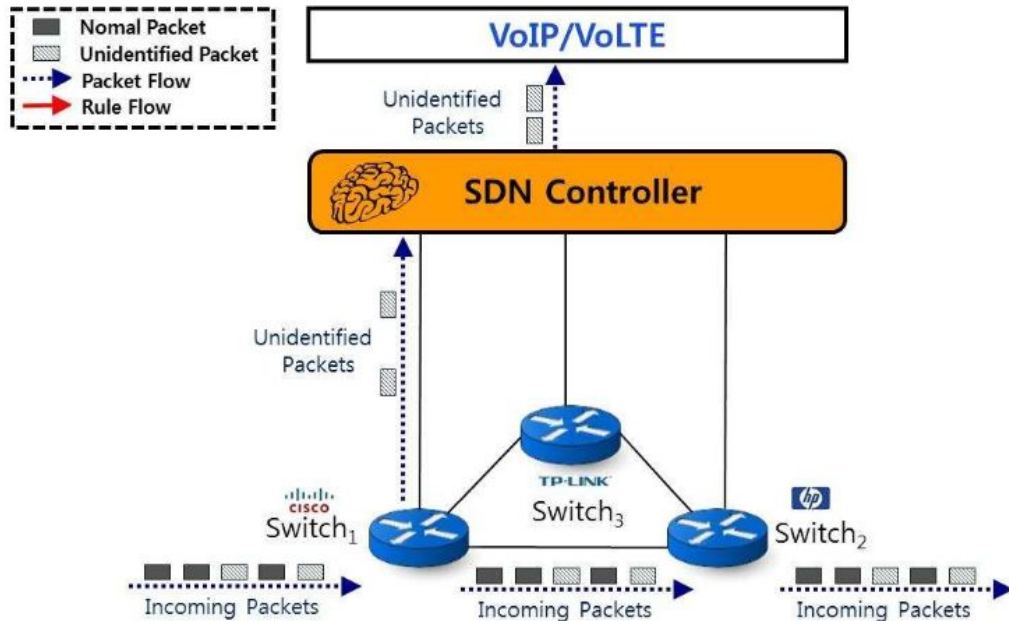 Nomal Packet
Unidentified Packet
Packet Flow
Rule Flow
VoIP/VoLTE
Unidentified
Packets
SDN Controller
Unidentified
Packets
TP-LINK
Switch3
CISCO
Switch1
hp
Switch2
Incoming Packets
Incoming Packets
Incoming Packets